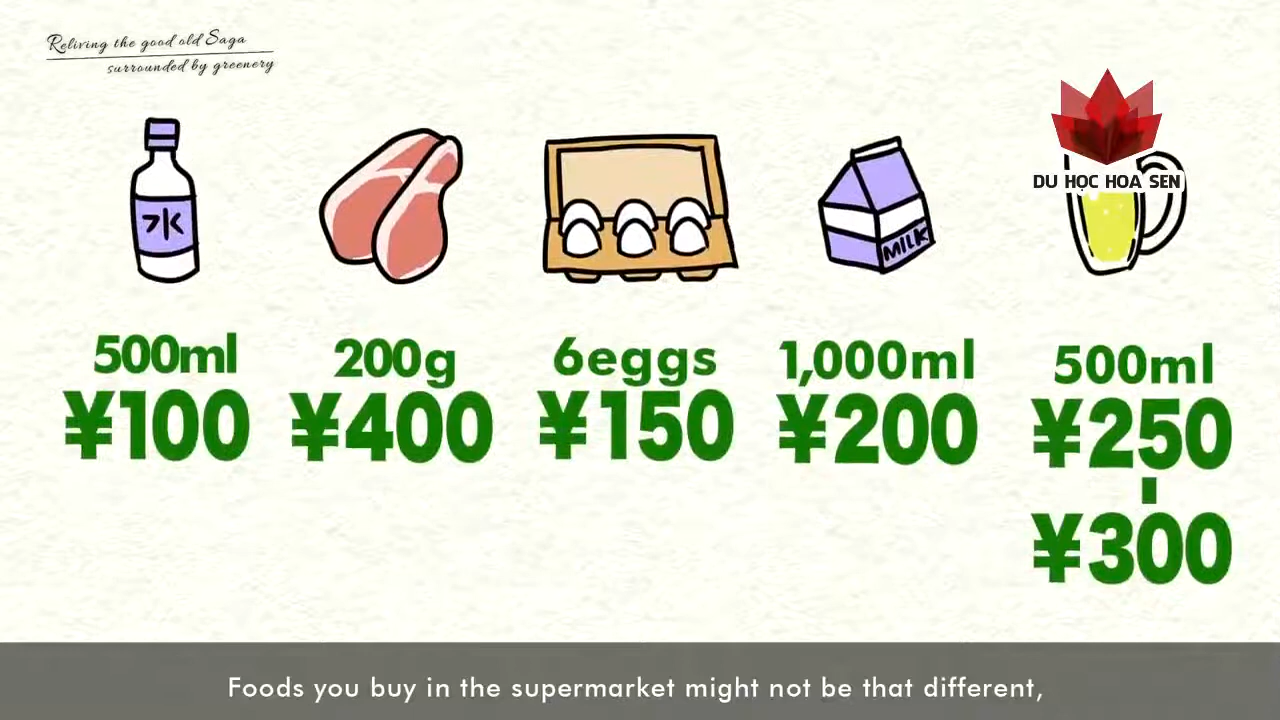 Reliving the good old Saga
surrounded by greenery
DU HỌC HOA SEN
水
MILK
500ml
¥100
200g
¥400
6eggs
¥150
1,000ml
¥200
500ml
¥250
-
¥300
Foods you buy in the supermarket might not be that different,